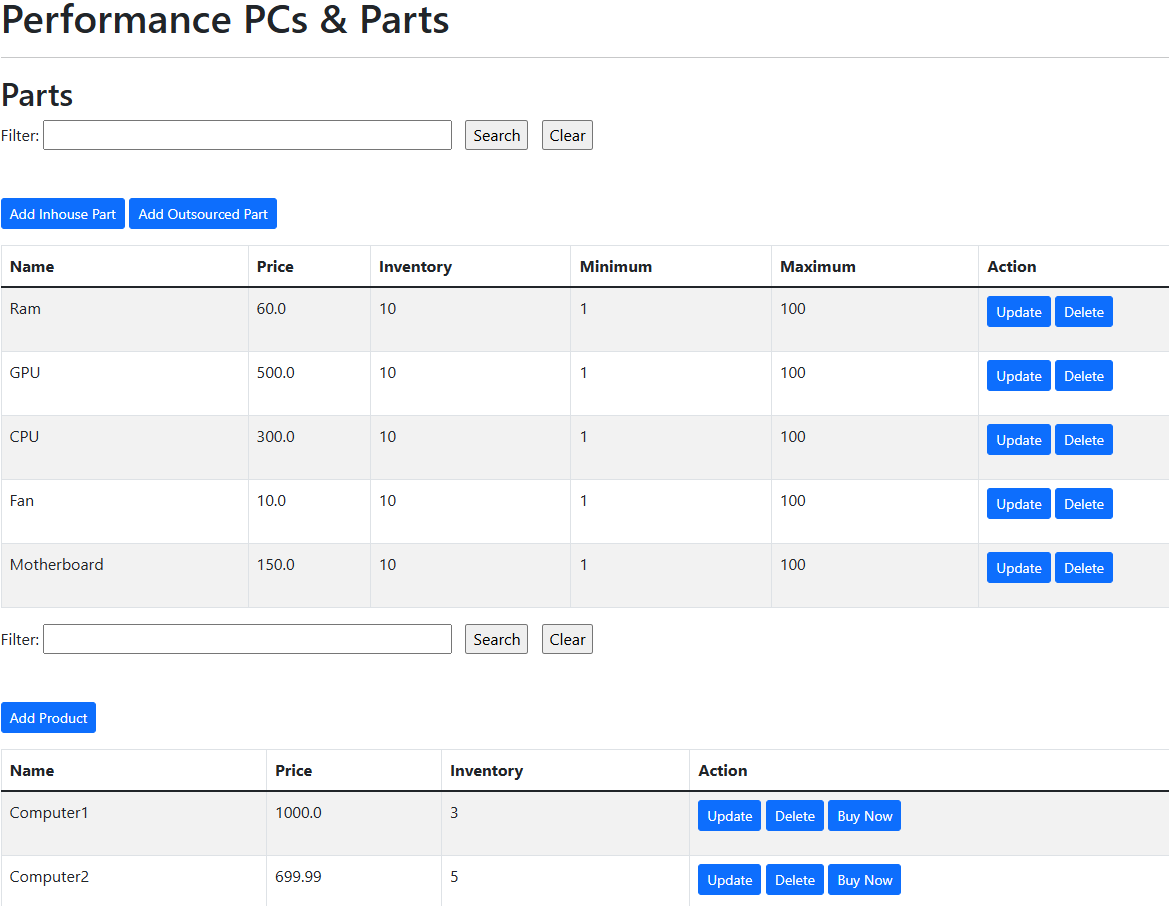 Performance PCs & Parts
Parts
Filter: Search Clear
Add Inhouse Part Add Outsourced Part
Name Price Inventory Minimum Maximum Action
Ram 60.0 10 1 100 Update Delete
GPU 500.0 10 1 100 Update Delete
CPU 300.0 10 1 100 Update Delete
Fan 10.0 10 1 100 Update Delete
Motherboard 150.0 10 1 100 Update Delete
Filter: Search Clear
Add Product
Name Price Inventory Action
Computer1 1000.0 3 Update Delete Buy Now
Computer2 699.99 5 Update Delete Buy Now